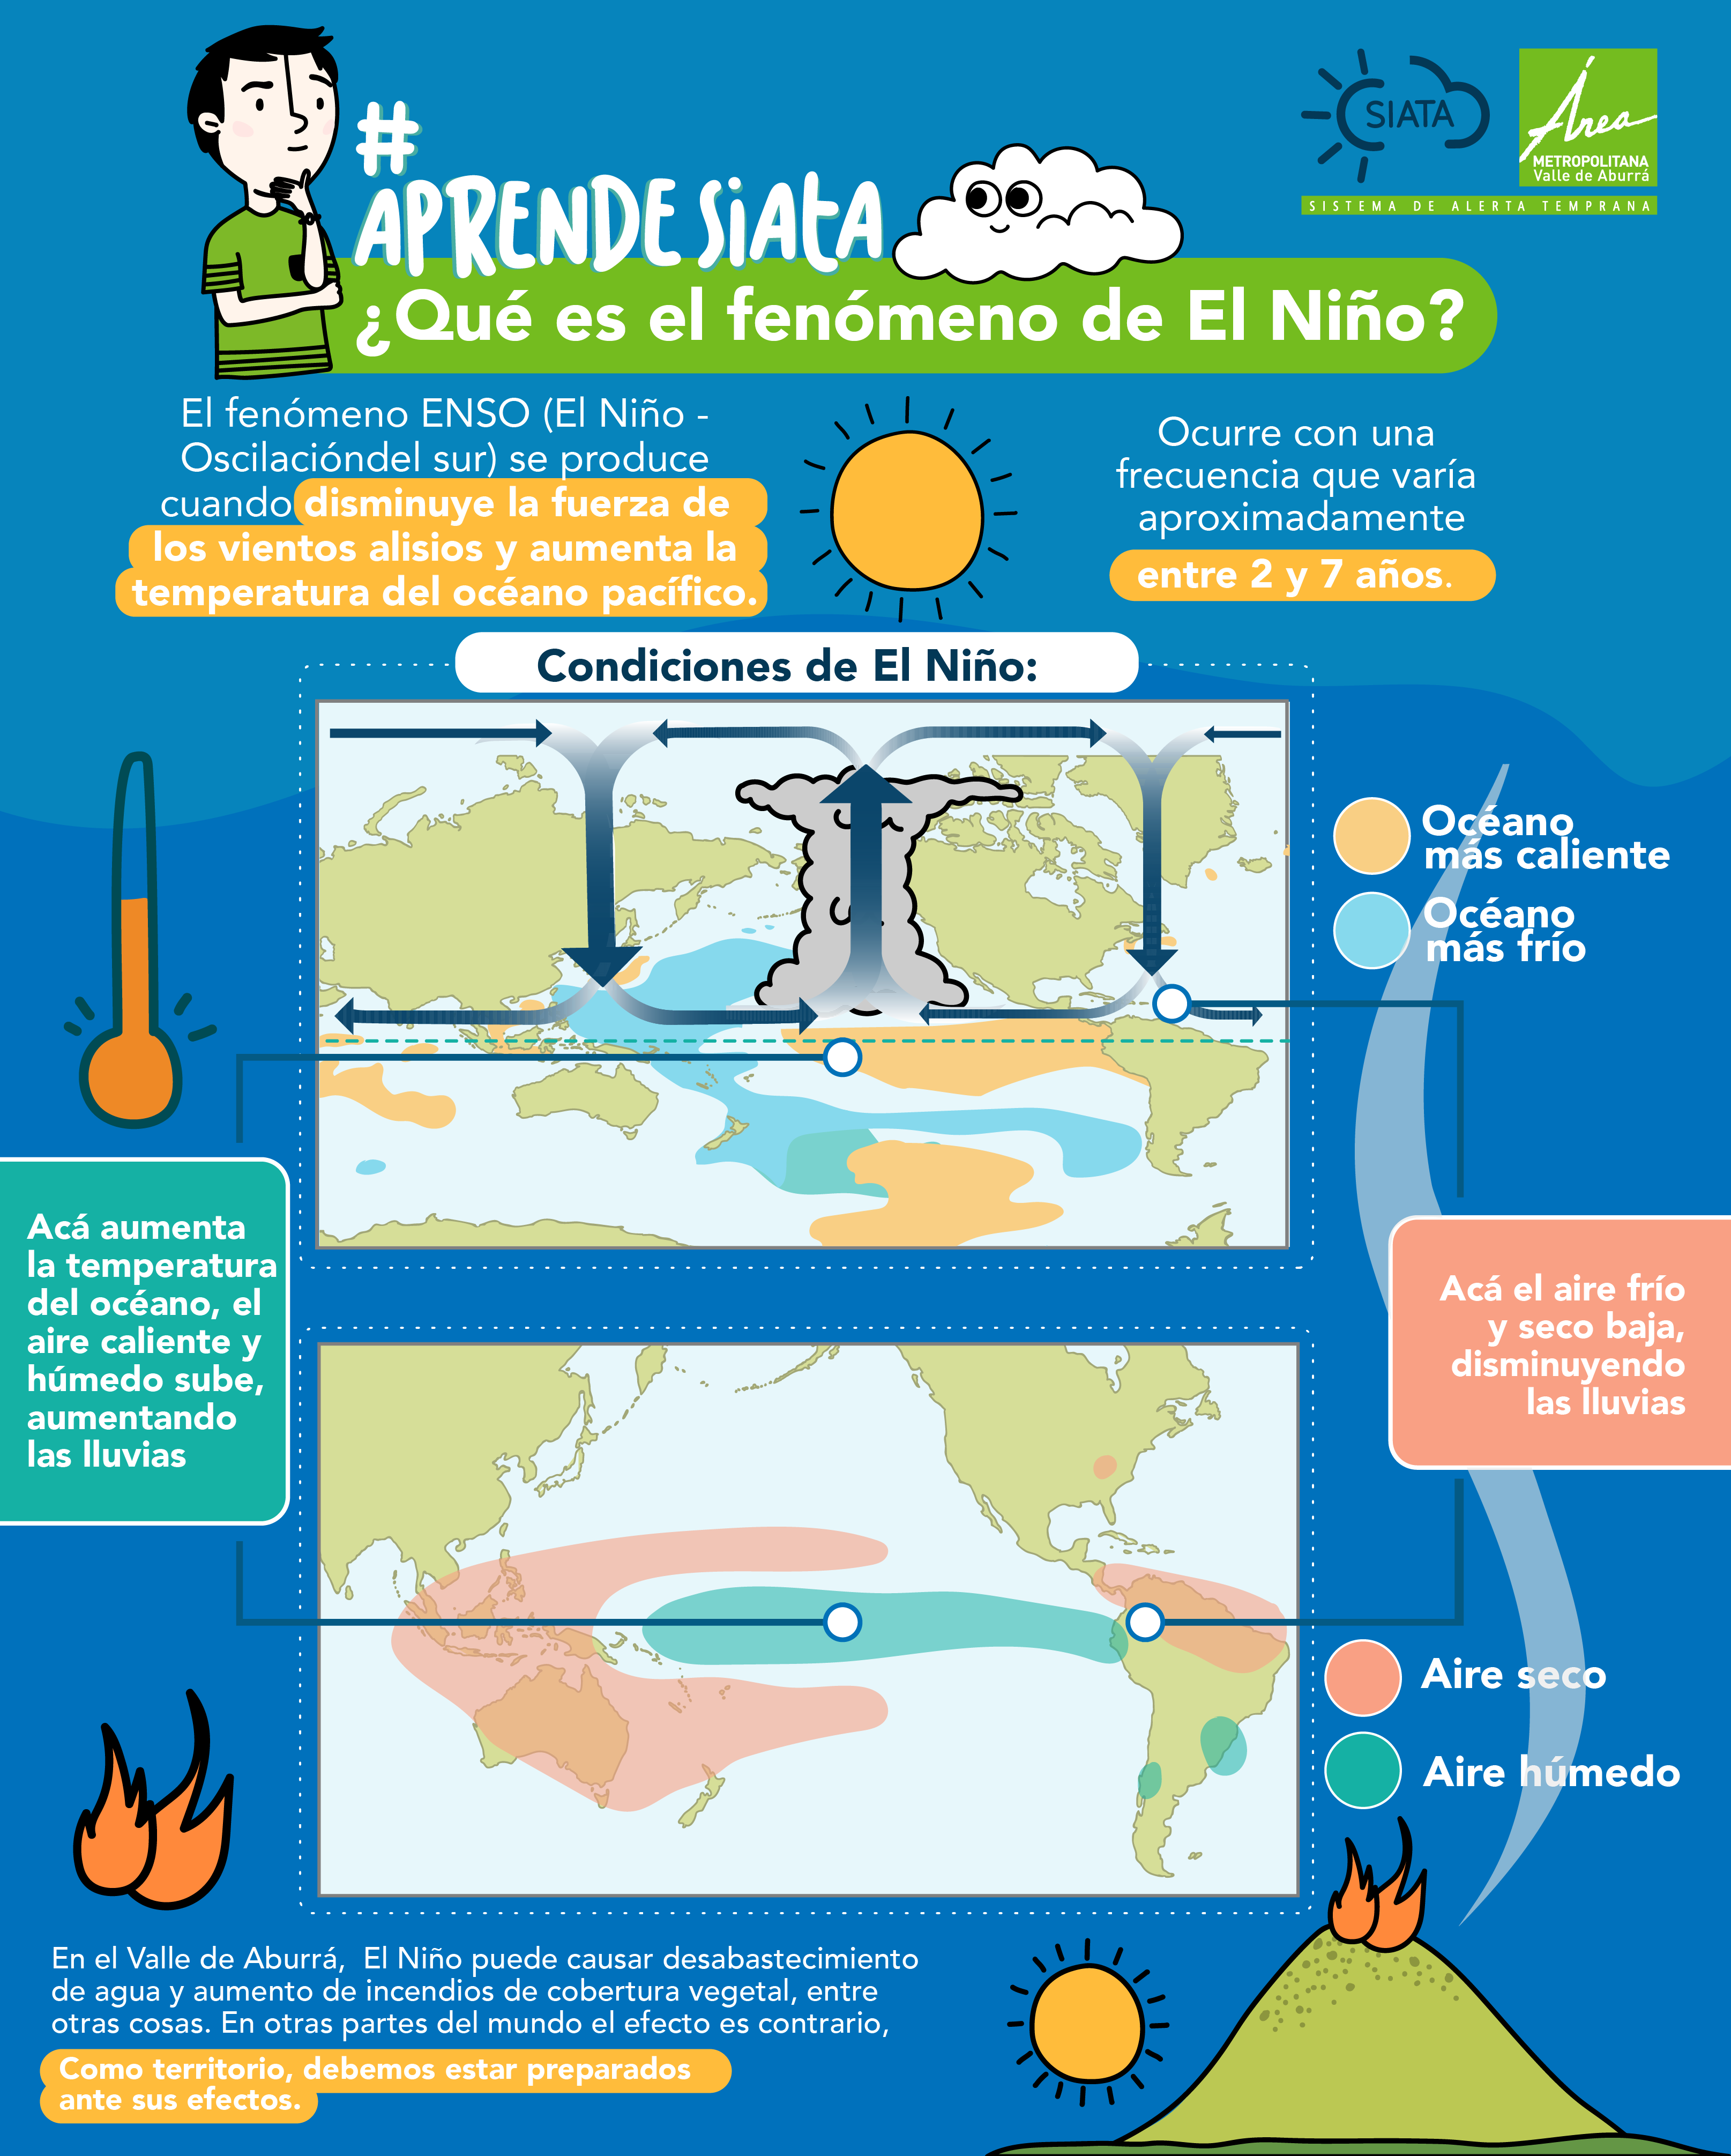 #
APRENDE SiAtA
SIATA
Área
METROPOLITANA
Valle de Aburrá
SISTEMA DE ALERTA TEMPRANA
¿Qué es el fenómeno de El Niño?
El fenómeno ENSO (El Niño -
Oscilacióndel sur) se produce
cuando disminuye la fuerza de
los vientos alisios y aumenta la
temperatura del océano pacífico.
Ocurre con una
frecuencia que varía
aproximadamente
entre 2 y 7 años.
Condiciones de El Niño:
Océano
más caliente
Océano
más frío
Acá aumenta
la temperatura
del océano, el
aire caliente y
húmedo sube,
aumentando
las lluvias
Acá el aire frío
y seco baja,
disminuyendo
las lluvias
Aire seco
Aire húmedo
En el Valle de Aburrá, El Niño puede causar desabastecimiento
de agua y aumento de incendios de cobertura vegetal, entre
otras cosas. En otras partes del mundo el efecto es contrario,
Como territorio, debemos estar preparados
ante sus efectos.